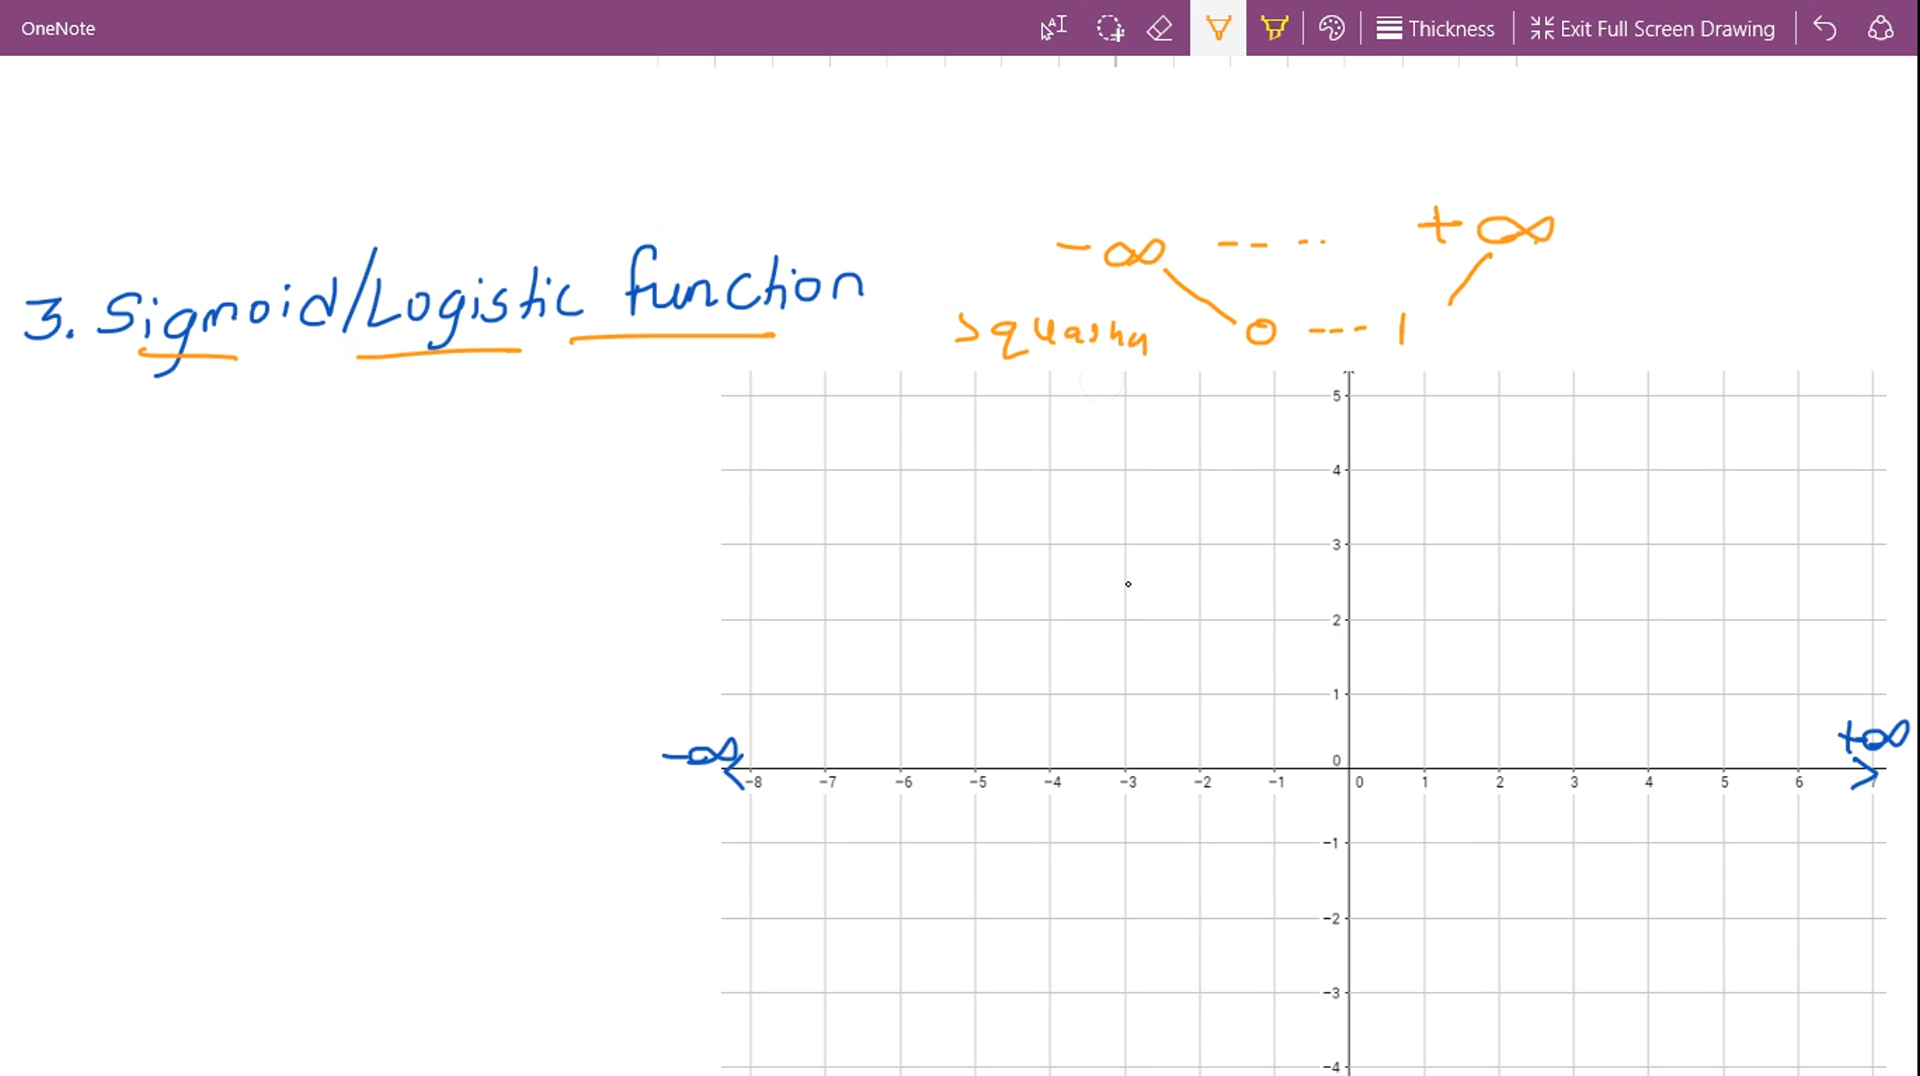 OneNote
Thickness
Exit Full Screen Drawing
-∞ ---- +∞
3. Sigmoid/Logistic function
squashy 0 --- 1
5
4
3
2
1
-∞ +∞
0
-8 -7 -6 -5 -4 -3 -2 -1 0 1 2 3 4 5 6 7
-1
-2
-3
-4